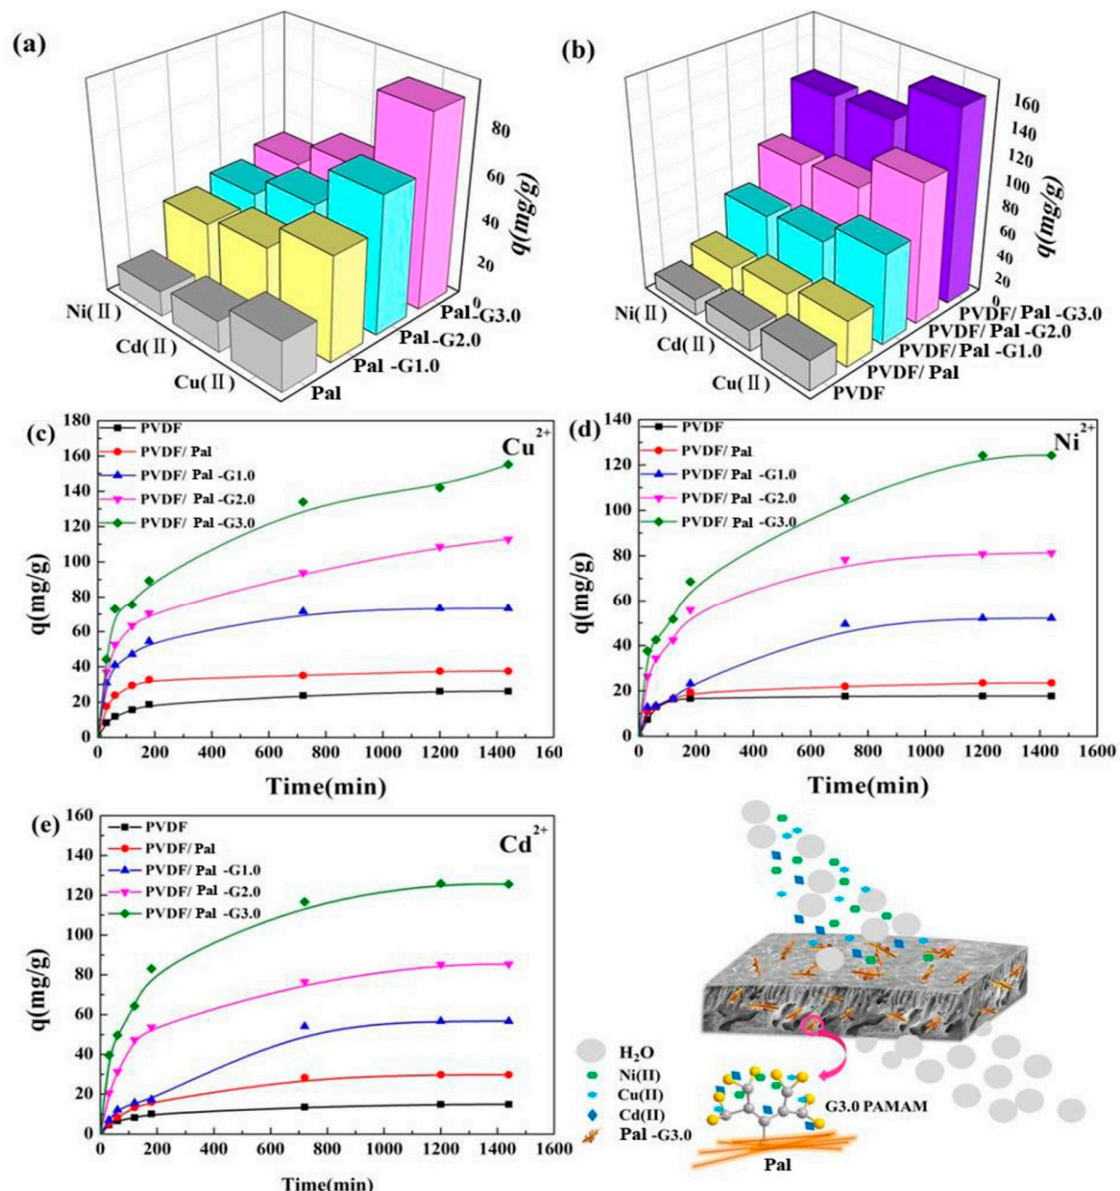 (a)
80
60
40
20
0
q(mg/g)
Ni(Ⅱ)
Cd(Ⅱ)
Cu(Ⅱ)
Pal -G3.0
Pal -G2.0
Pal -G1.0
Pal
(b)
160
140
120
100
80
60
40
20
0
q(mg/g)
Ni(Ⅱ)
Cd(Ⅱ)
Cu(Ⅱ)
PVDF/Pal -G3.0
PVDF/Pal -G2.0
PVDF/Pal -G1.0
PVDF/Pal
PVDF
(c)
Cu2+
PVDF
PVDF/Pal
PVDF/Pal -G1.0
PVDF/Pal -G2.0
PVDF/Pal -G3.0
180
160
140
120
100
80
60
40
20
0
q(mg/g)
0 200 400 600 800 1000 1200 1400 1600
Time(min)
(d)
Ni2+
PVDF
PVDF/Pal
PVDF/Pal -G1.0
PVDF/Pal -G2.0
PVDF/Pal -G3.0
140
120
100
80
60
40
20
0
q(mg/g)
0 200 400 600 800 1000 1200 1400 1600
Time(min)
(e)
Cd2+
PVDF
PVDF/Pal
PVDF/Pal -G1.0
PVDF/Pal -G2.0
PVDF/Pal -G3.0
160
140
120
100
80
60
40
20
0
q(mg/g)
0 200 400 600 800 1000 1200 1400 1600
Time(min)
H2O
Ni(II)
Cu(II)
Cd(II)
Pal -G3.0
G3.0 PAMAM
Pal